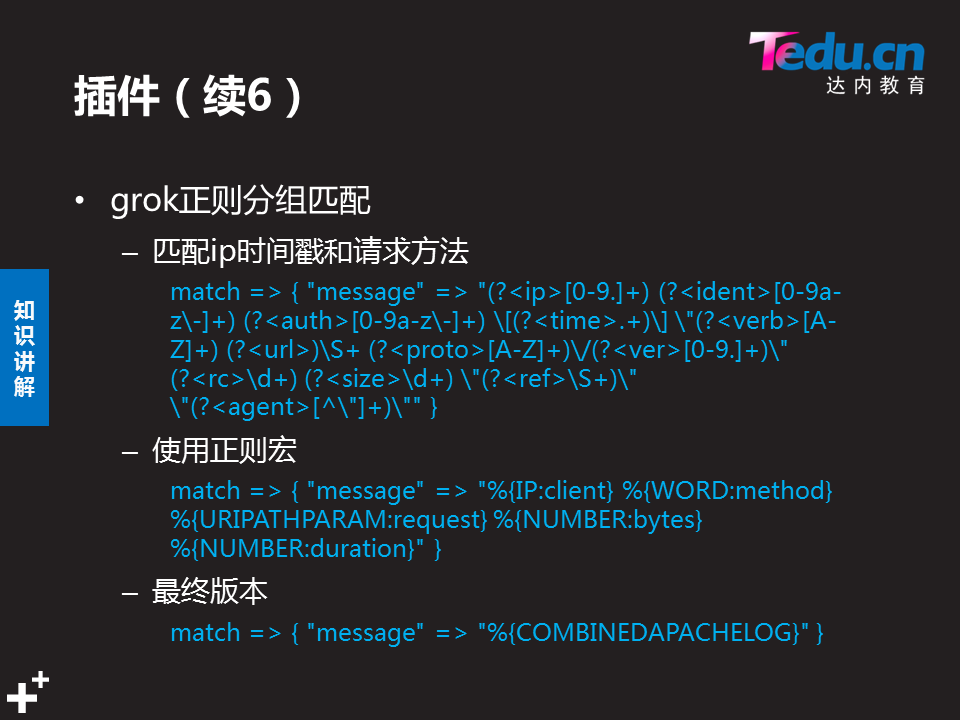 Tedu.cn
达内教育
插件（续6）
• grok正则分组匹配
– 匹配ip时间戳和请求方法
match => { "message" => "(?<ip>[0-9.]+) (?<ident>[0-9a-
z\-]+) (?<auth>[0-9a-z\-]+) \[(?<time>.+)\] \"(?<verb>[A-
Z]+) (?<url>)\S+ (?<proto>[A-Z]+)\/(?<ver>[0-9.]+)\"
(?<rc>\d+) (?<size>\d+) \"(?<ref>\S+)\"
\"(?<agent>[^\"]+)\"" }
– 使用正则宏
match => { "message" => "%{IP:client} %{WORD:method}
%{URIPATHPARAM:request} %{NUMBER:bytes}
%{NUMBER:duration}" }
– 最终版本
match => { "message" => "%{COMBINEDAPACHELOG}" }
知
识
讲
解